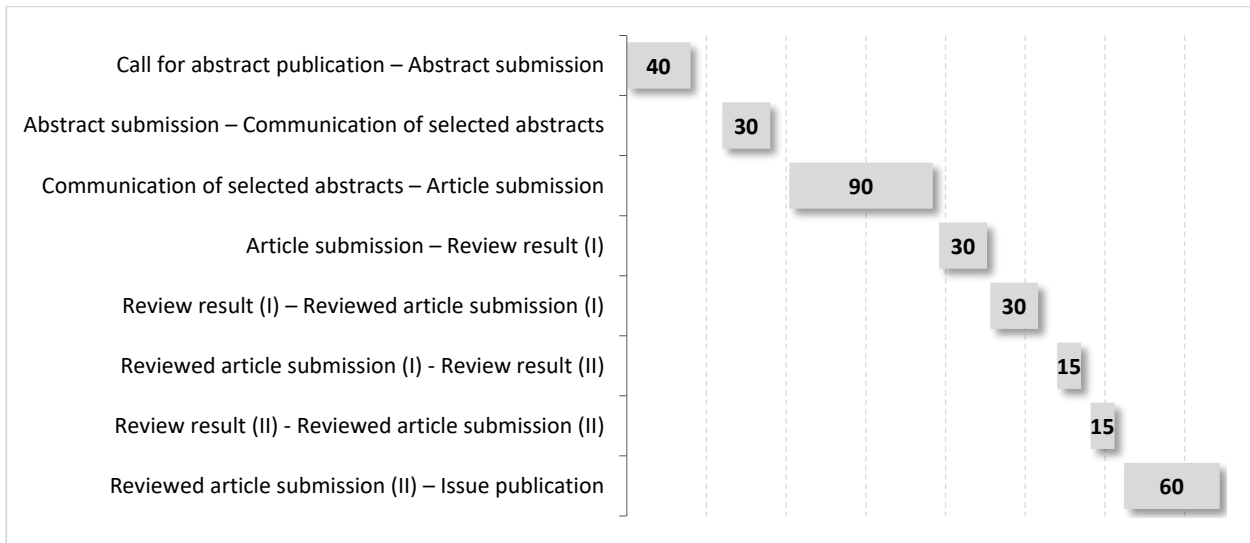 Call for abstract publication – Abstract submission
40
Abstract submission – Communication of selected abstracts
30
Communication of selected abstracts – Article submission
90
Article submission – Review result (I)
30
Review result (I) – Reviewed article submission (I)
30
Reviewed article submission (I) - Review result (II)
15
Review result (II) - Reviewed article submission (II)
15
Reviewed article submission (II) – Issue publication
60